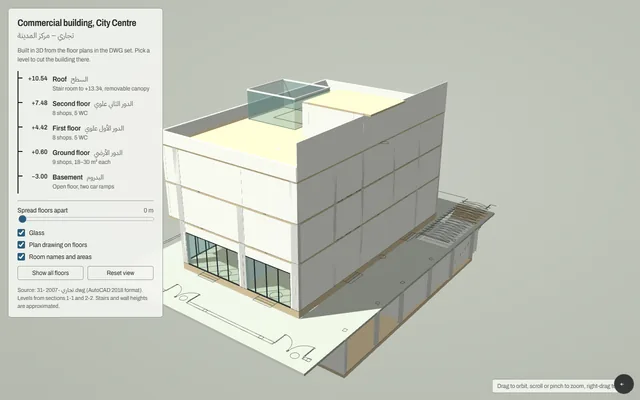 Commercial building, City Centre
تجاري – مركز المدينة
Built in 3D from the floor plans in the DWG set. Pick a
level to cut the building there.
+10.54 Roof السطح
Stair room to +13.34, removable canopy
+7.48 Second floor الدور الثاني علوي
8 shops, 5 WC
+4.42 First floor الدور الأول علوي
8 shops, 5 WC
+0.60 Ground floor الدور الأرضي
9 shops, 18–30 m² each
−3.00 Basement البدروم
Open floor, two car ramps
Spread floors apart 0 m
Glass
Plan drawing on floors
Room names and areas
Show all floors Reset view
Source: 31- 2007- تجاري.dwg (AutoCAD 2018 format)
Levels from sections 1-1 and 2-2. Stairs and wall heights
are approximated.
Drag to orbit, scroll or pinch to zoom, right-drag